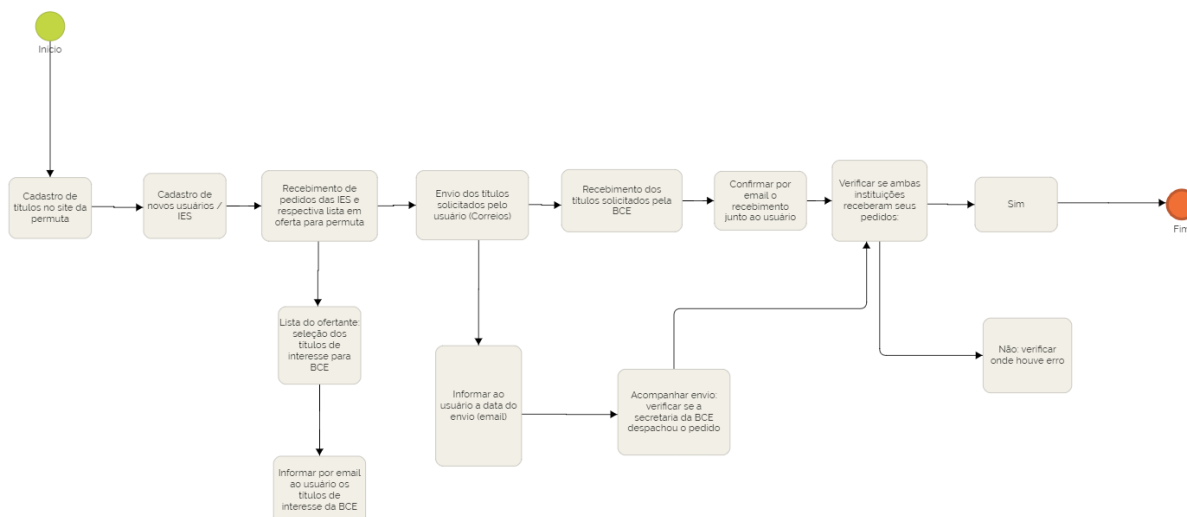 Início
Cadastro de
títulos no site da
permuta
Cadastro de
novos usuários /
IES
Recebimento de
pedidos das IES e
respectiva lista em
oferta para permuta
Envio dos títulos
solicitados pelo
usuário (Correios)
Recebimento dos
títulos solicitados pela
BCE
Confirmar por
email o
recebimento
junto ao usuário
Verificar se ambas
instituições
receberam seus
pedidos:
Sim
Fim
Lista do ofertante:
seleção dos
títulos de
interesse para
BCE
Informar ao
usuário a data do
envio (email)
Acompanhar envio:
verificar se a
secretaria da BCE
despachou o pedido
Não: verificar
onde houve erro
Informar por email
ao usuário os
títulos de
interesse da BCE